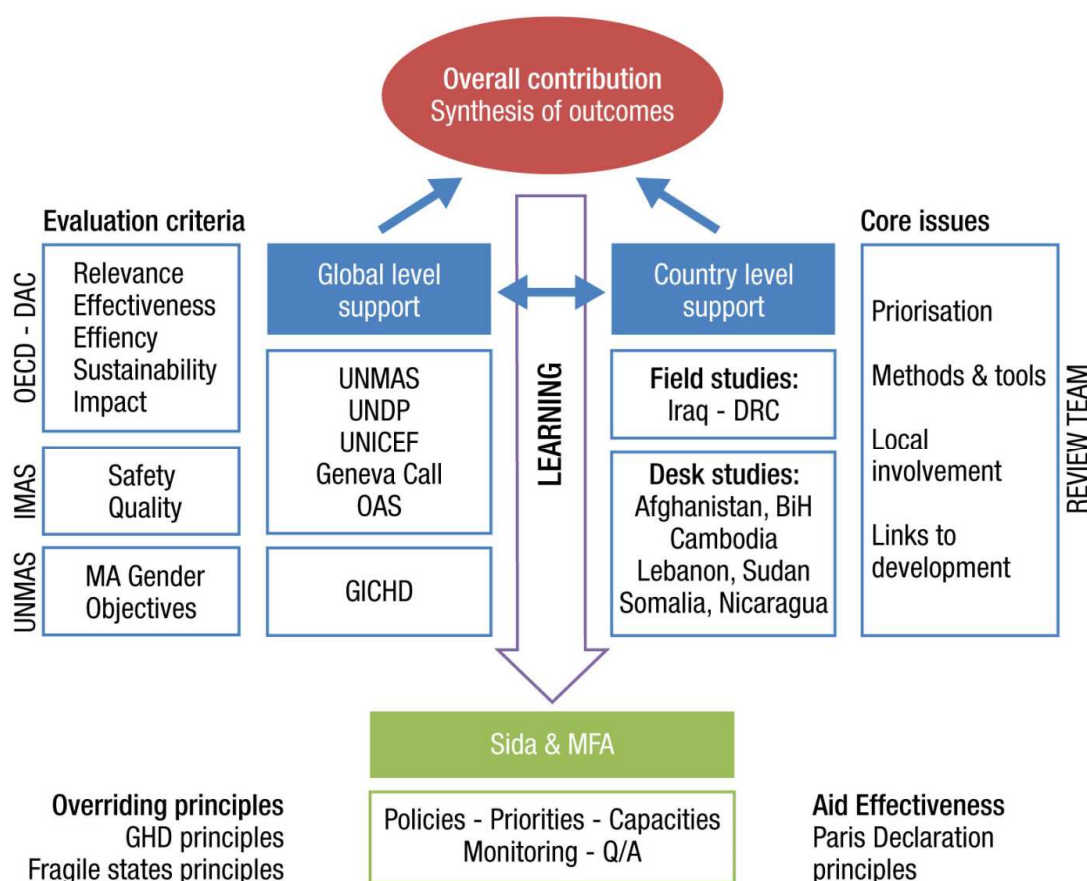 Overall contribution
Synthesis of outcomes
Evaluation criteria
OECD - DAC
Relevance
Effectiveness
Effiency
Sustainability
Impact
IMAS
Safety
Quality
UNMAS
MA Gender
Objectives
Global level
support
UNMAS
UNDP
UNICEF
Geneva Call
OAS
GICHD
LEARNING
Country level
support
Field studies:
Iraq - DRC
Desk studies:
Afghanistan, BiH
Cambodia
Lebanon, Sudan
Somalia, Nicaragua
Core issues
Priorisation
Methods & tools
Local
involvement
Links to
development
REVIEW TEAM
Sida & MFA
Policies - Priorities - Capacities
Monitoring - Q/A
Overriding principles
GHD principles
Fragile states principles
Aid Effectiveness
Paris Declaration
principles